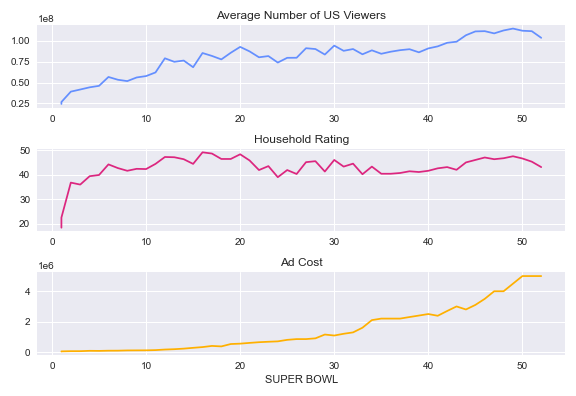 Average Number of US Viewers
1e8
1.00
0.75
0.50
0.25
0 10 20 30 40 50
Household Rating
50
40
30
20
0 10 20 30 40 50
Ad Cost
1e6
4
2
0
0 10 20 30 40 50
SUPER BOWL